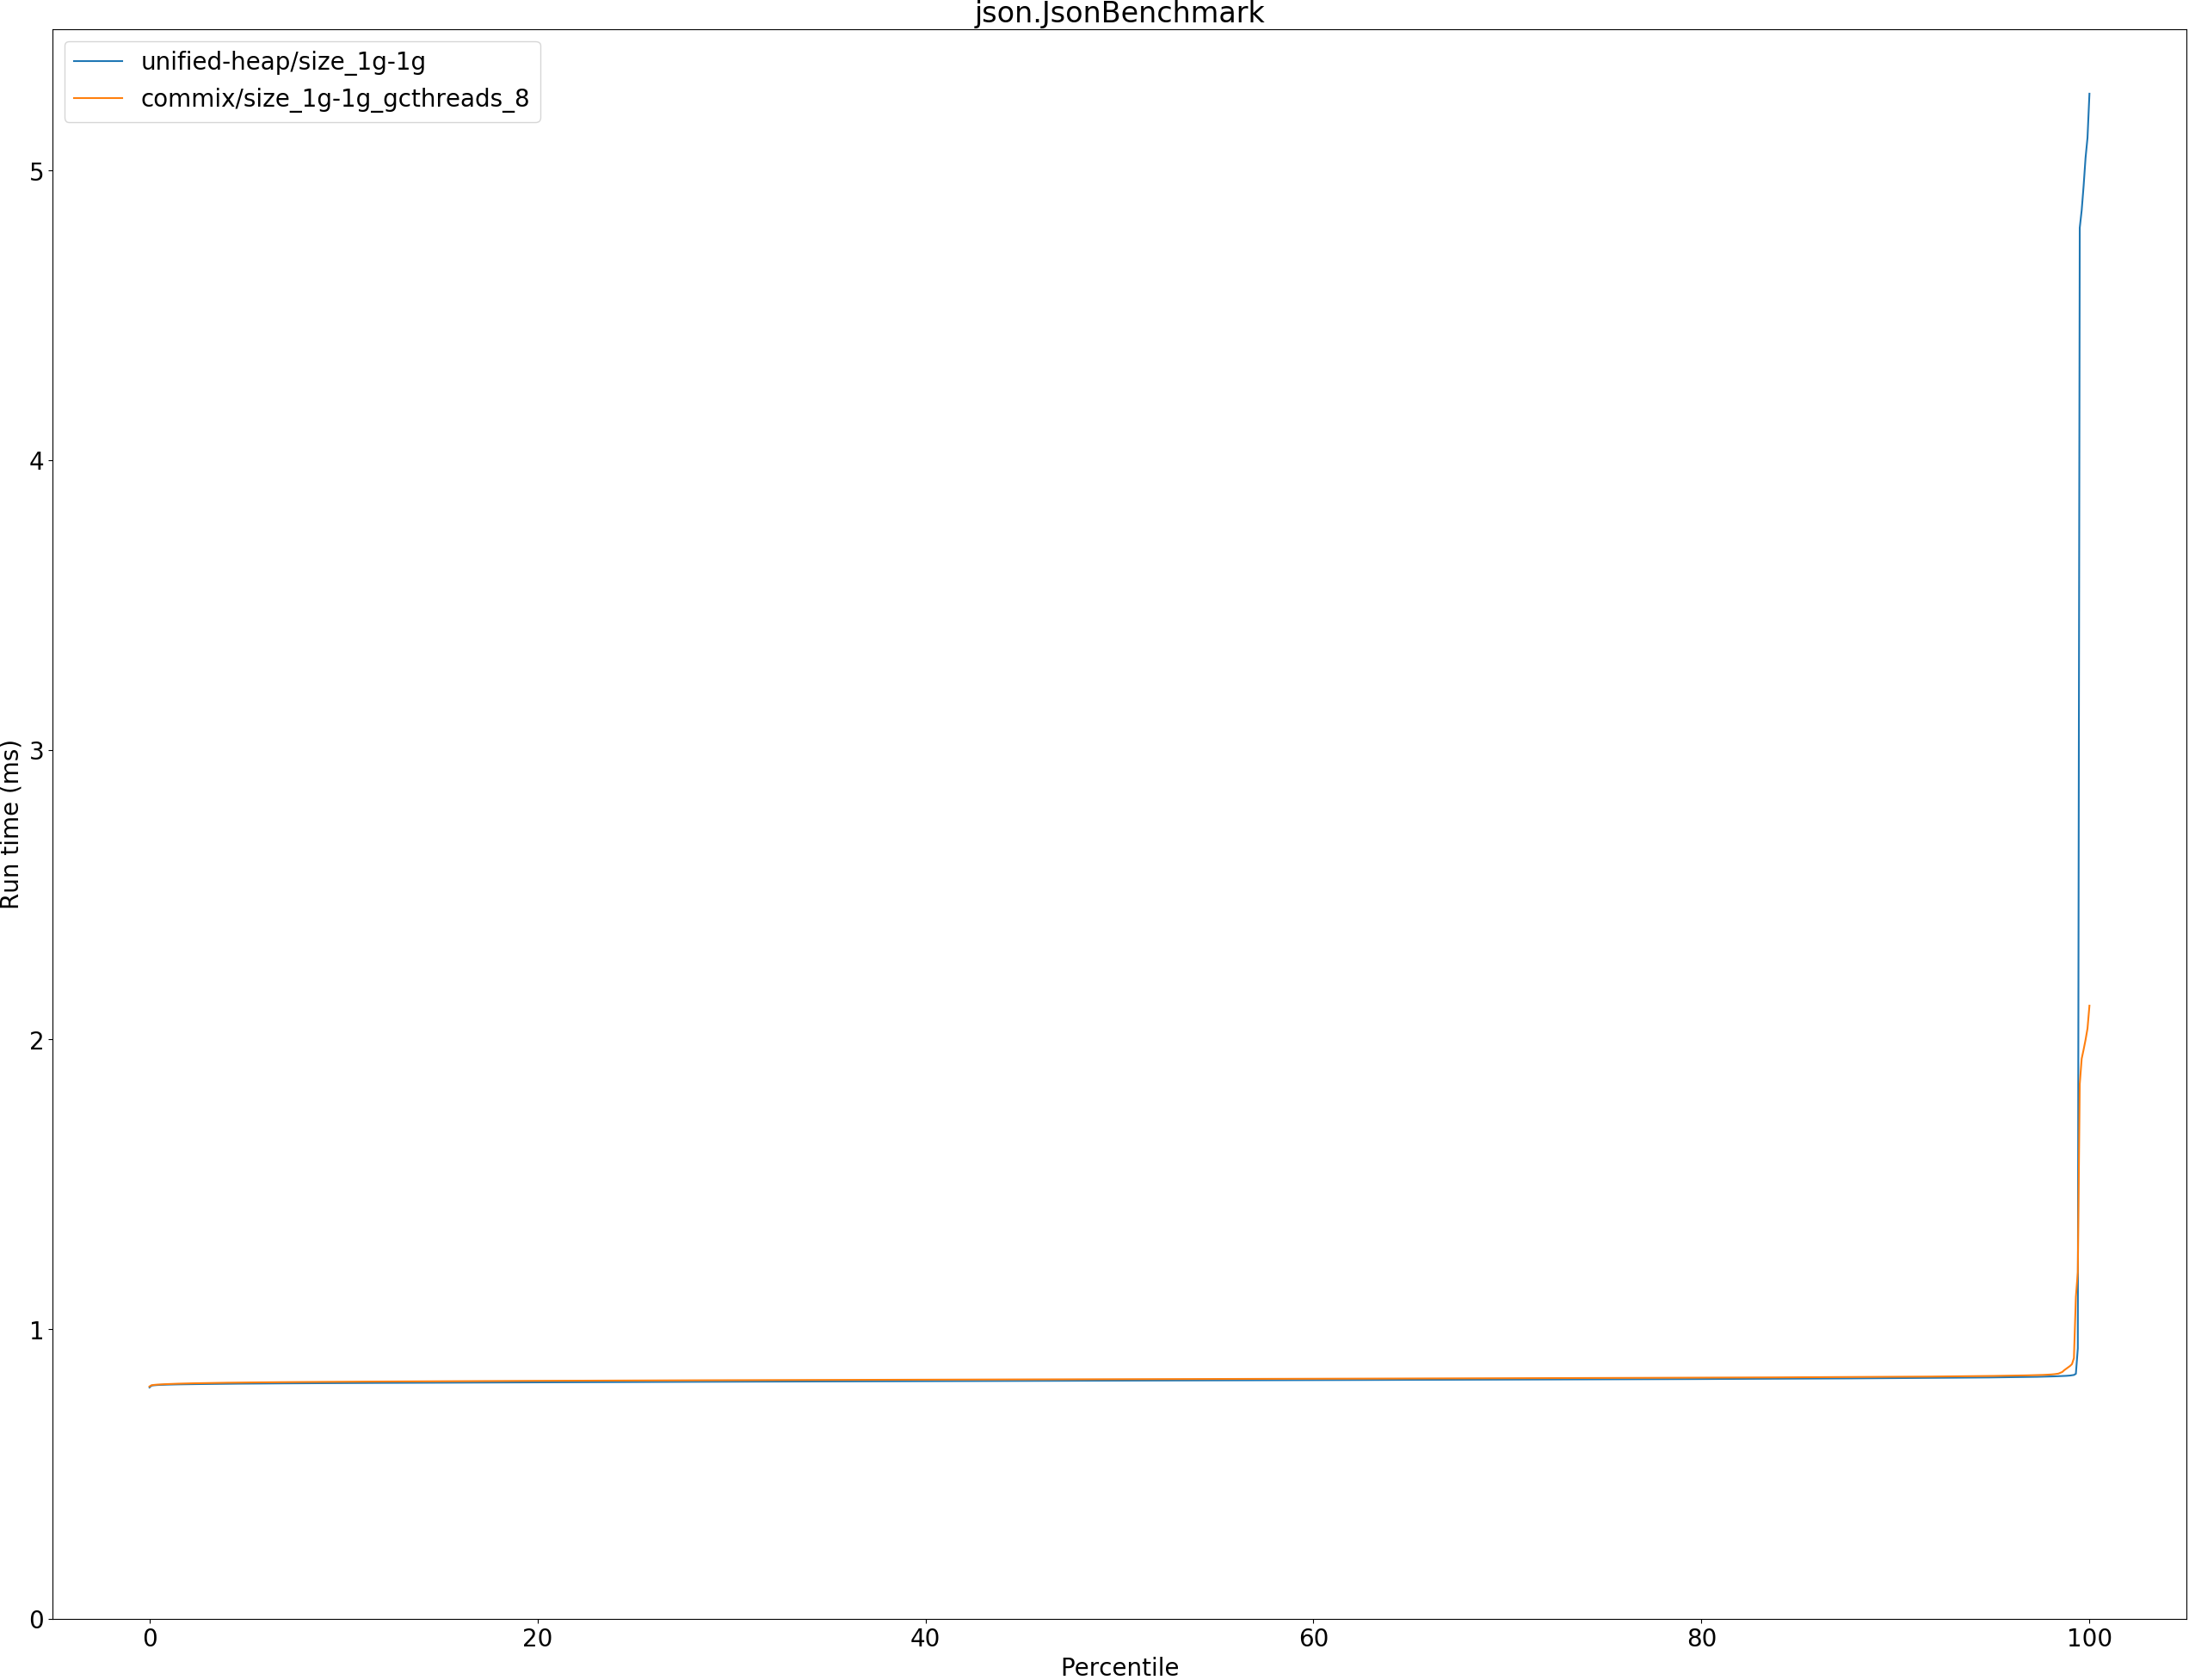 json.JsonBenchmark
unified-heap/size_1g-1g
commix/size_1g-1g_gcthreads_8
5
4
3
2
1
0
Run time (ms)
0 20 40 60 80 100
Percentile